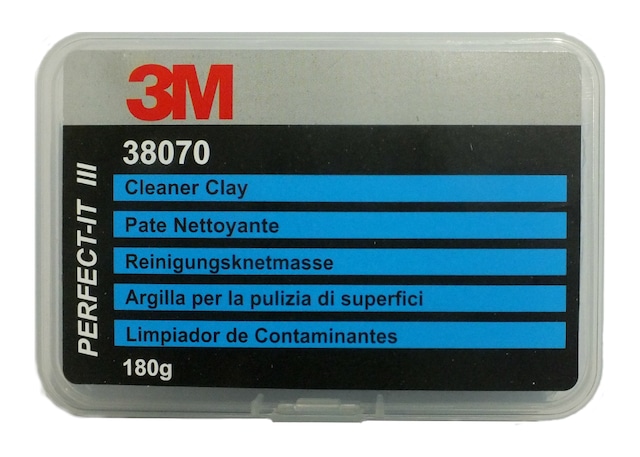 3M
38070
Cleaner Clay
Pate Nettoyante
Reinigungsknetmasse
Argilla per la pulizia di superfici
Limpiador de Contaminantes
180g
PERFECT-IT III